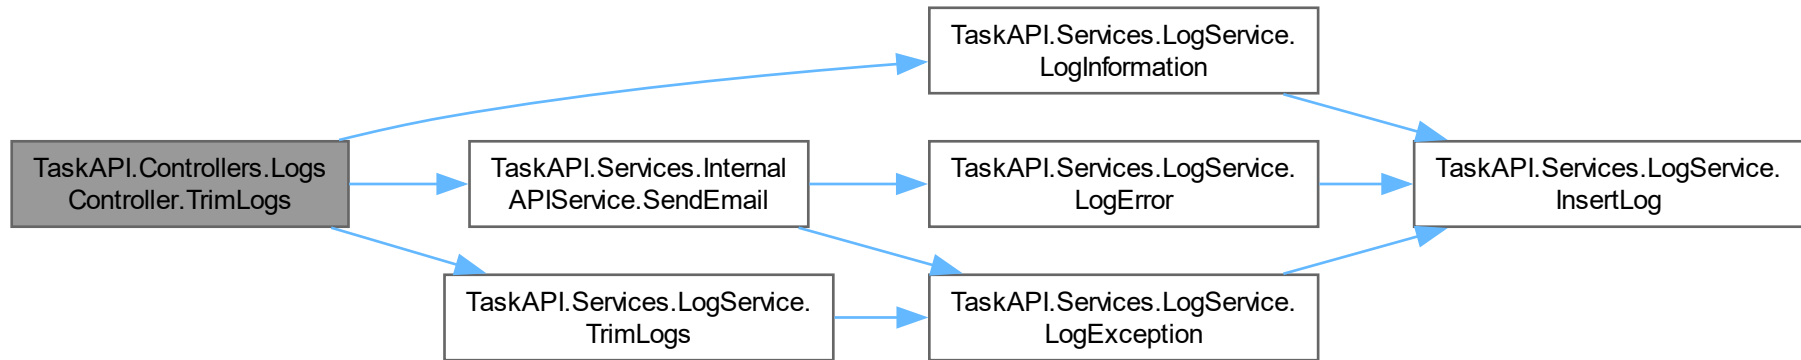 TaskAPI.Services.LogService.
LogInformation
TaskAPI.Controllers.Logs
Controller.TrimLogs
TaskAPI.Services.Internal
APIService.SendEmail
TaskAPI.Services.LogService.
LogError
TaskAPI.Services.LogService.
InsertLog
TaskAPI.Services.LogService.
TrimLogs
TaskAPI.Services.LogService.
LogException